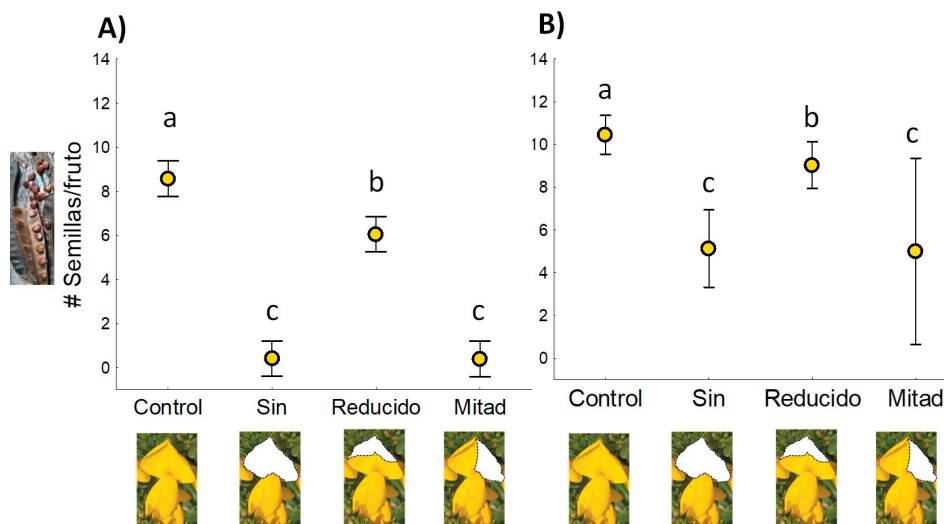 A)
14
12
10
8
6
4
2
0
# Semillas/fruto
a
c
b
c
Control Sin Reducido Mitad
B)
14
12
10
8
6
4
2
0
a
c
b
c
Control Sin Reducido Mitad